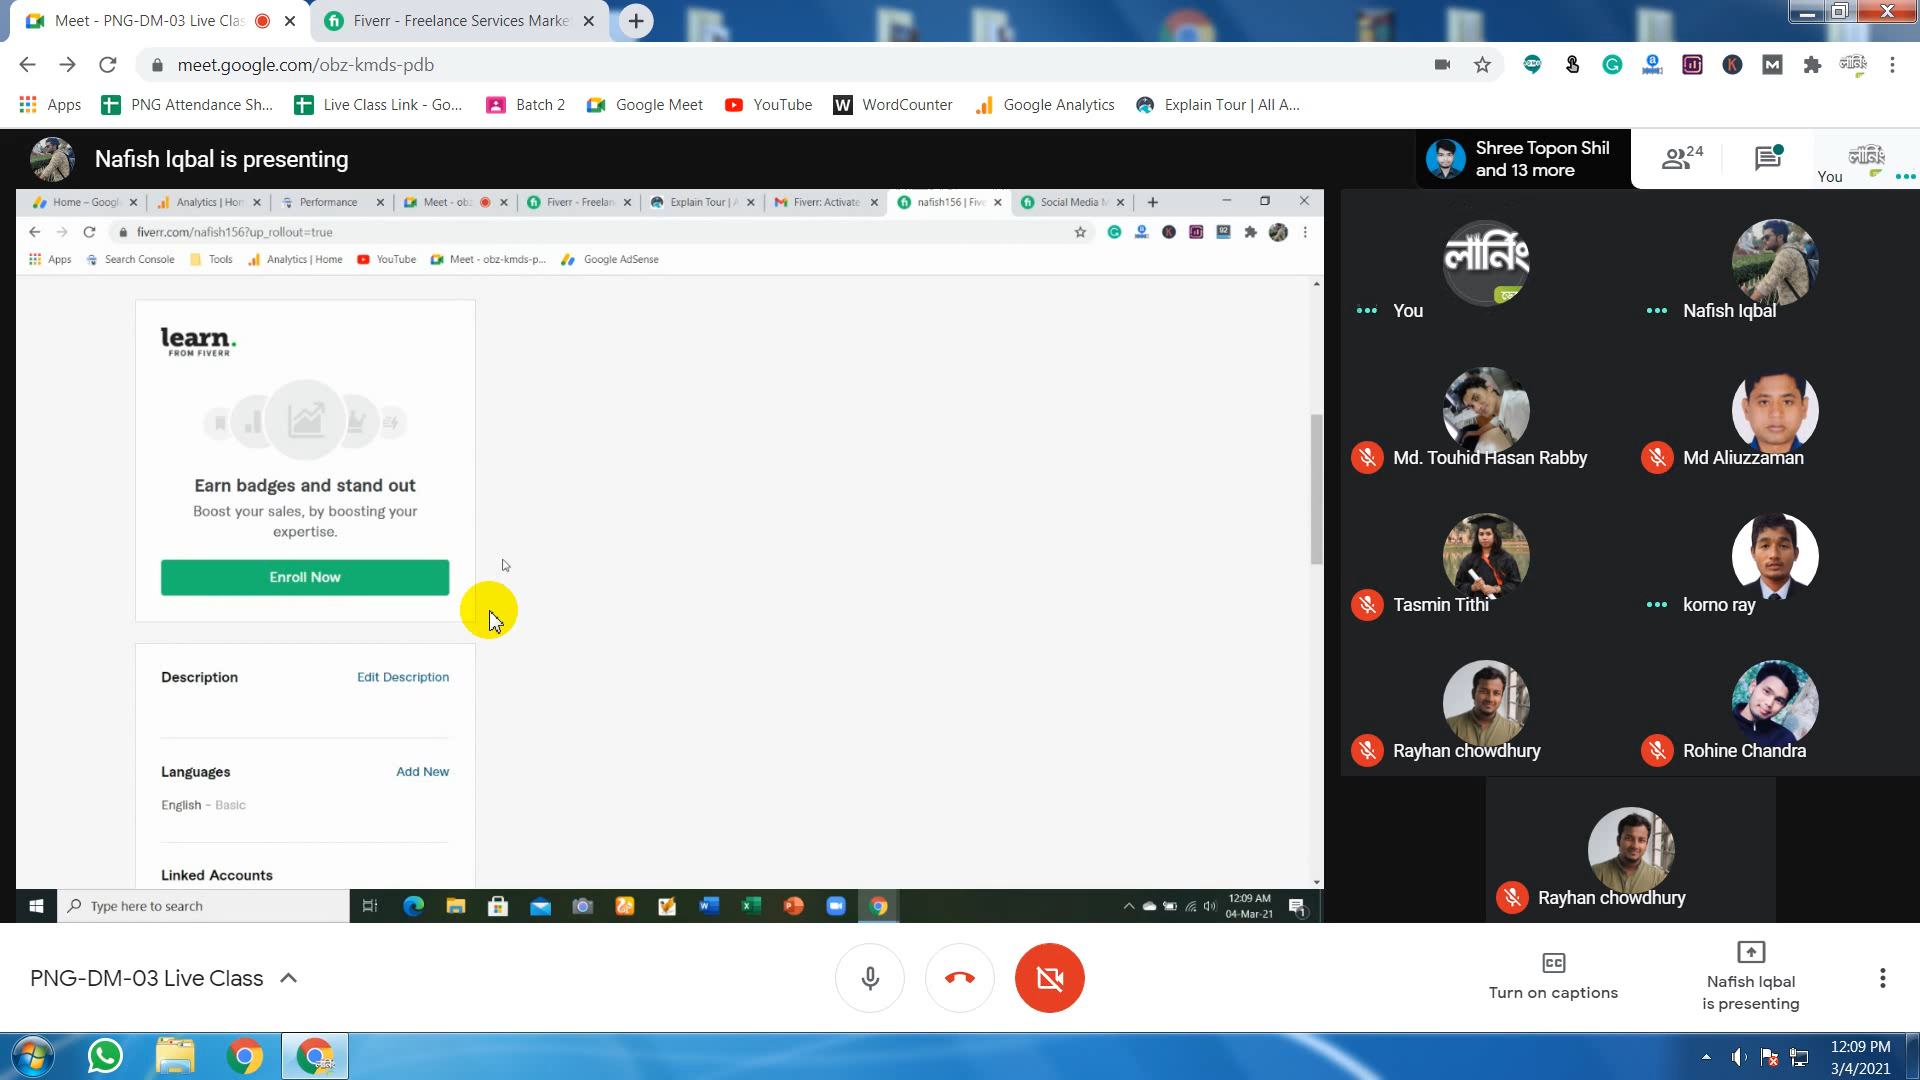 Meet - PNG-DM-03 Live Clas
Fiverr - Freelance Services Marke
meet.google.com/obz-kmds-pdb
Apps
PNG Attendance Sh...
Live Class Link - Go...
Batch 2
Google Meet
YouTube
WordCounter
Google Analytics
Explain Tour | All A...
Nafish Iqbal is presenting
Shree Topon Shil
and 13 more
24
You
Home – Googl
Analytics | Hom
Performance
Meet - obz
Fiverr - Freelan
Explain Tour | A
Fiverr: Activate
nafish156 | Five
Social Media M
fiverr.com/nafish156?up_rollout=true
Apps
Search Console
Tools
Analytics | Home
YouTube
Meet - obz-kmds-p...
Google AdSense
learn.
FROM FIVERR
Earn badges and stand out
Boost your sales, by boosting your
expertise.
Enroll Now
Description
Edit Description
Languages
Add New
English - Basic
Linked Accounts
Type here to search
12:09 AM
04-Mar-21
লার্নিং
You
Nafish Iqbal
Md. Touhid Hasan Rabby
Md Aliuzzaman
Tasmin Tithi
korno ray
Rayhan chowdhury
Rohine Chandra
Rayhan chowdhury
PNG-DM-03 Live Class
Turn on captions
Nafish Iqbal
is presenting
12:09 PM
3/4/2021